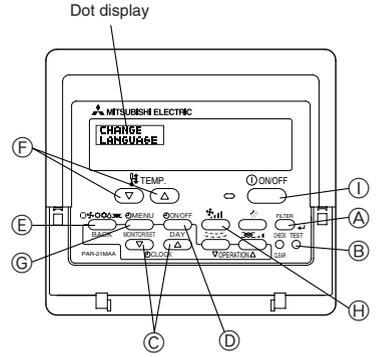 Dot display
MITSUBISHI ELECTRIC
CHANGE
LANGUAGE
F
TEMP.
ON/OFF
I
E
MENU
ON/OFF
FILTER
A
BACK
MONITOR/SET
DAY
CHECK TEST
B
G
PAR-21MAA
CLOCK
OPERATION
CLEAR
H
C
D